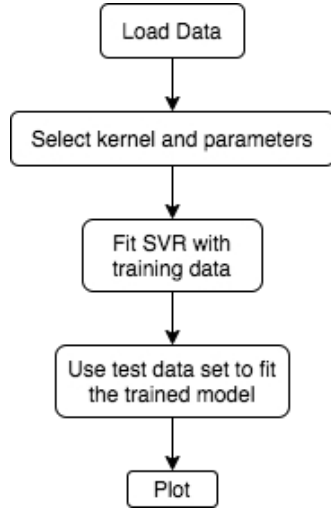 Load Data
Select kernel and parameters
Fit SVR with
training data
Use test data set to fit
the trained model
Plot